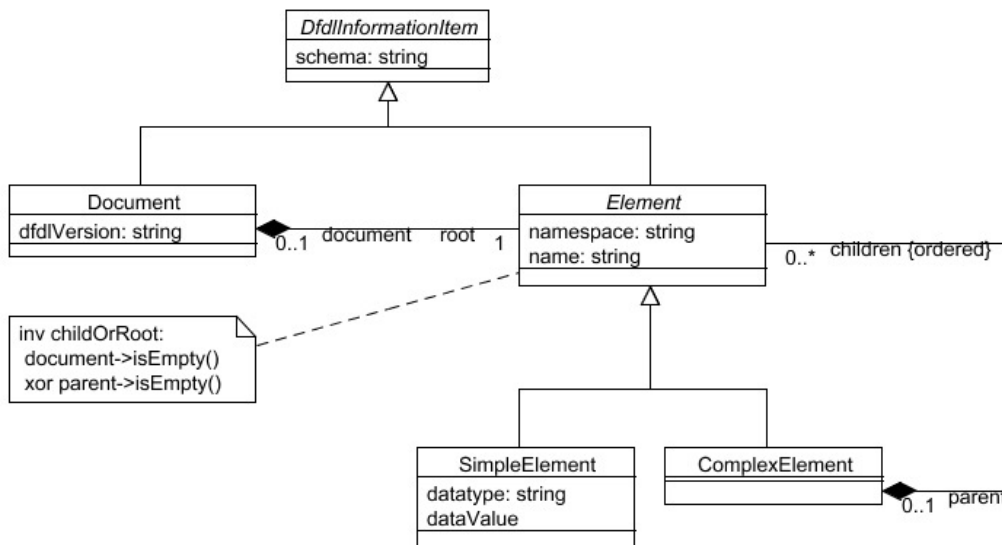 DfdlInformationItem
schema: string
Document
dfdlVersion: string
0..1 document root 1
Element
namespace: string
name: string
0..* children {ordered}
inv childOrRoot:
document->isEmpty()
xor parent->isEmpty()
SimpleElement
datatype: string
dataValue
ComplexElement
0..1 parent